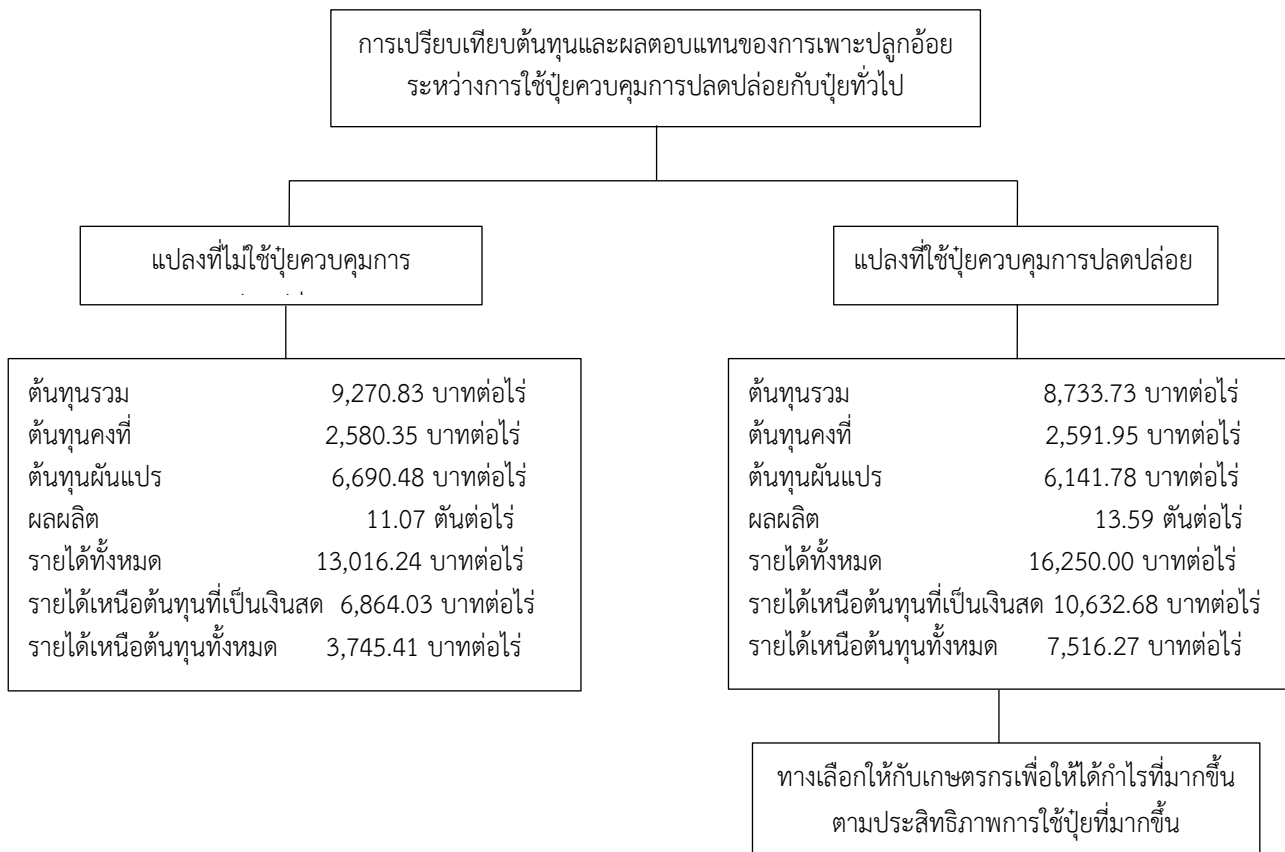 การเปรียบเทียบต้นทุนและผลตอบแทนของการเพาะปลูกอ้อย
ระหว่างการใช้ปุ๋ยควบคุมการปลดปล่อยกับปุ๋ยทั่วไป
แปลงที่ไม่ใช้ปุ๋ยควบคุมการ
ต้นทุนรวม 9,270.83 บาทต่อไร่
ต้นทุนคงที่ 2,580.35 บาทต่อไร่
ต้นทุนผันแปร 6,690.48 บาทต่อไร่
ผลผลิต 11.07 ตันต่อไร่
รายได้ทั้งหมด 13,016.24 บาทต่อไร่
รายได้เหนือต้นทุนที่เป็นเงินสด 6,864.03 บาทต่อไร่
รายได้เหนือต้นทุนทั้งหมด 3,745.41 บาทต่อไร่
แปลงที่ใช้ปุ๋ยควบคุมการปลดปล่อย
ต้นทุนรวม 8,733.73 บาทต่อไร่
ต้นทุนคงที่ 2,591.95 บาทต่อไร่
ต้นทุนผันแปร 6,141.78 บาทต่อไร่
ผลผลิต 13.59 ตันต่อไร่
รายได้ทั้งหมด 16,250.00 บาทต่อไร่
รายได้เหนือต้นทุนที่เป็นเงินสด 10,632.68 บาทต่อไร่
รายได้เหนือต้นทุนทั้งหมด 7,516.27 บาทต่อไร่
ทางเลือกให้กับเกษตรกรเพื่อให้ได้กำไรที่มากขึ้น
ตามประสิทธิภาพการใช้ปุ๋ยที่มากขึ้น